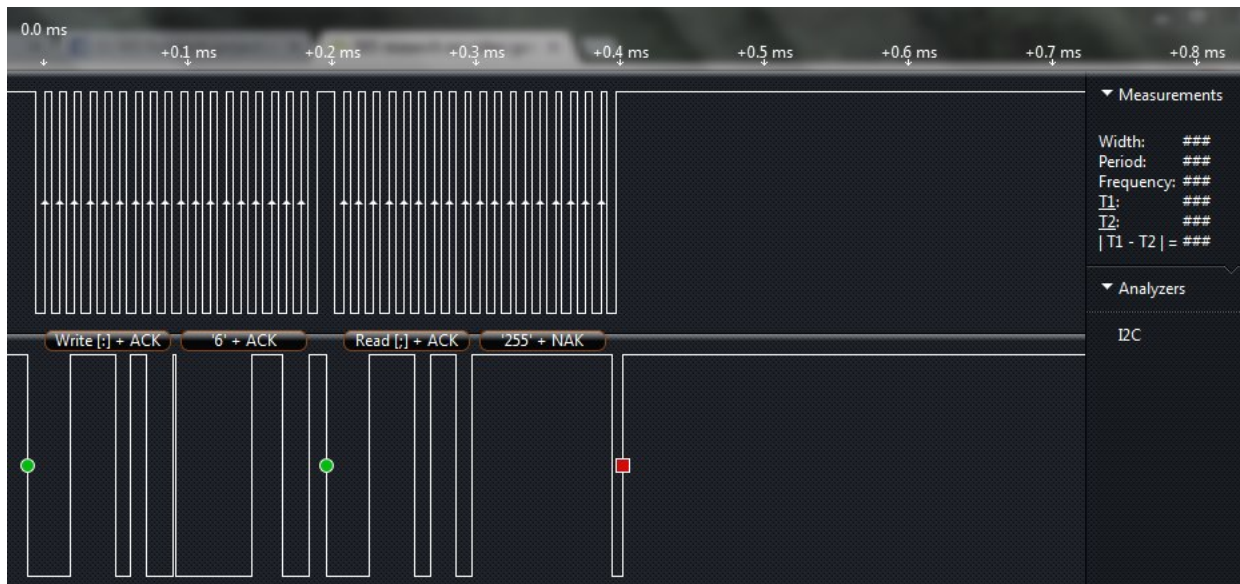 0.0 ms
+0.1 ms +0.2 ms +0.3 ms +0.4 ms +0.5 ms +0.6 ms +0.7 ms +0.8 ms
Measurements
Width: ###
Period: ###
Frequency: ###
T1: ###
T2: ###
| T1 - T2 | = ###
Analyzers
I2C
Write [:] + ACK '6' + ACK Read [;] + ACK '255' + NAK